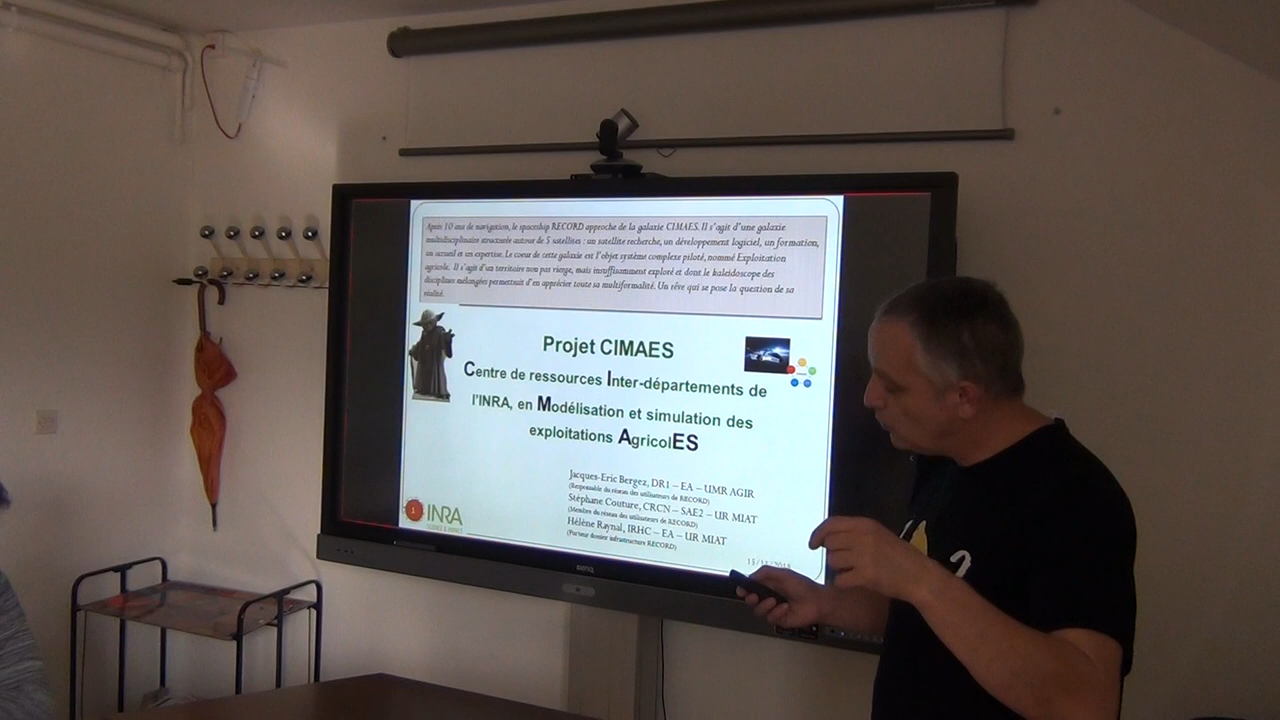 Après 10 ans de navigation, le spaceship RECORD approche de la galaxie CIMAES. Il s'agit d'une galaxie
multidisciplinaire structurée autour de 5 satellites : un satellite recherche, un développement logiciel, un formation,
un accueil et un expertise. Le coeur de cette galaxie est l'objet système complexe piloté, nommé Exploitation
agricole. Il s'agit d'un territoire non pas vierge, mais insuffisamment exploré et dont le kaleidoscope des
disciplines mélangées permettrait d'en apprécier toute sa multiformalité. Un rêve qui se pose la question de sa
réalité.
Projet CIMAES
Centre de ressources Inter-départements de
l'INRA, en Modélisation et simulation des
exploitations AgricolES
Jacques-Eric Bergez, DR1 – EA – UMR AGIR
(Responsable du réseau des utilisateurs de RECORD)
Stéphane Couture, CRCN – SAE2 – UR MIAT
(Membre du réseau des utilisateurs de RECORD)
Hélène Raynal, IRHC – EA – UR MIAT
(Porteur dossier infrastructure RECORD)
1
INRA
SCIENCE & IMPACT
BenQ